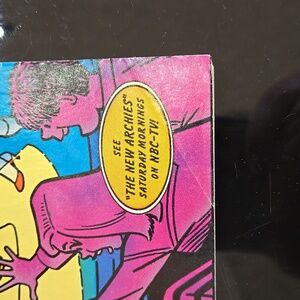 SEE
"THE NEW ARCHIES"
SATURDAY MORNINGS
ON NBC-TV!